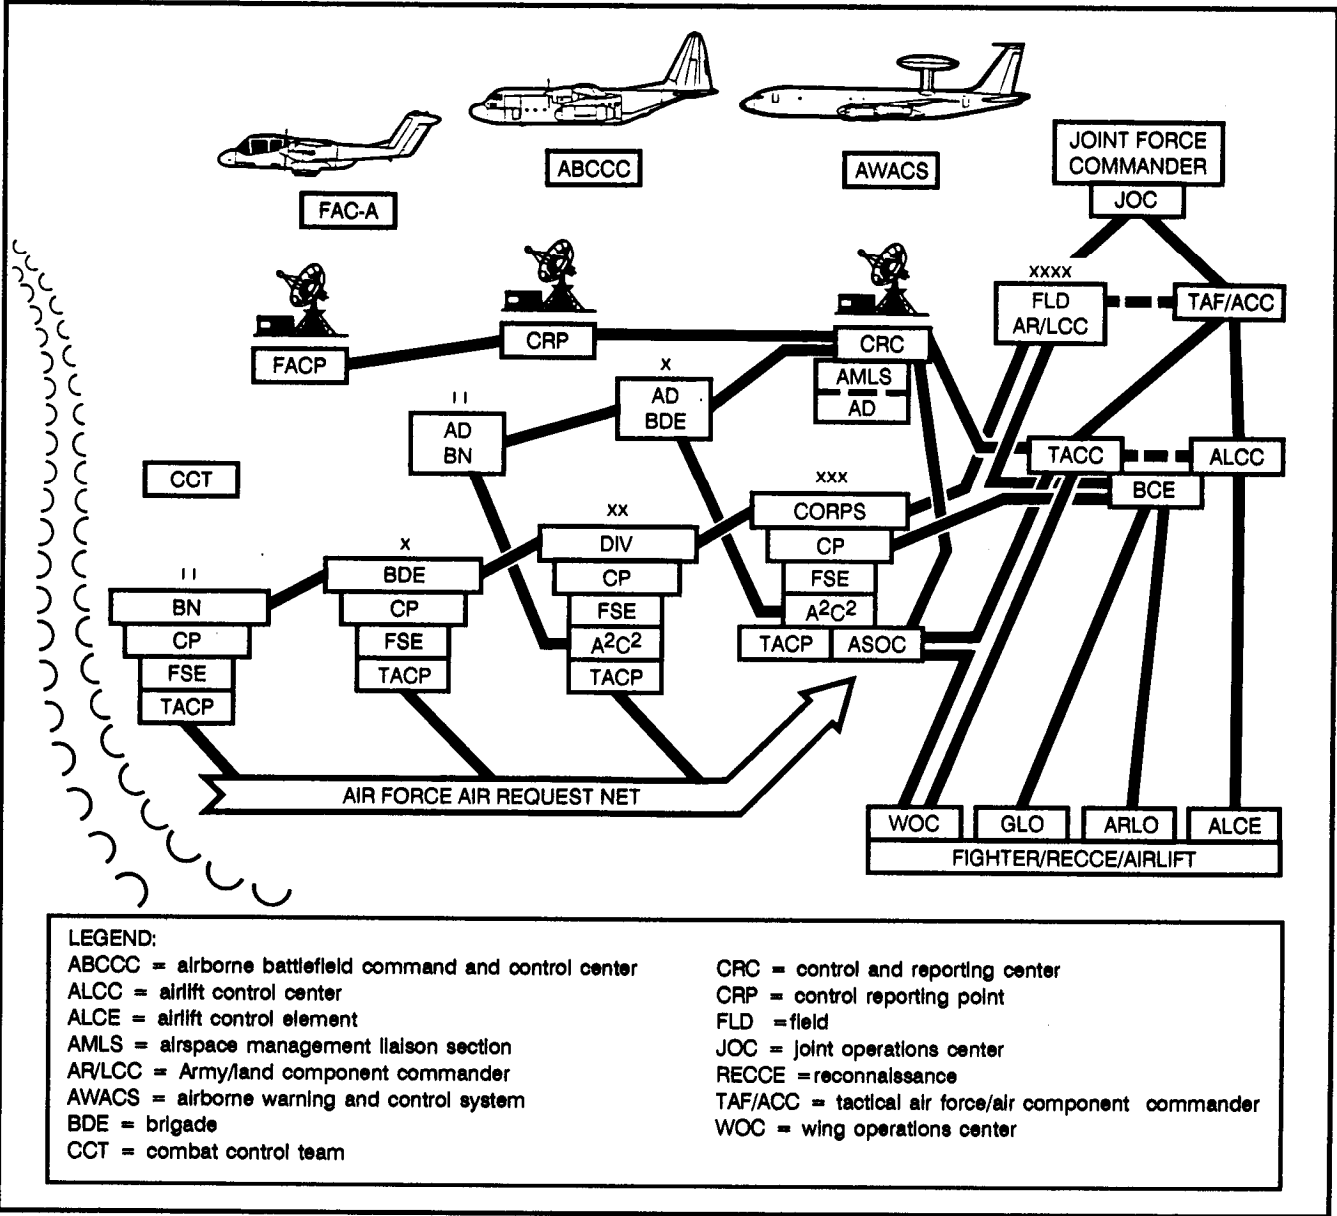 ABCCC
AWACS
FAC-A
JOINT FORCE
COMMANDER
JOC
XXXX
FLD
AR/LCC
TAF/ACC
FACP
CRP
CRC
AMLS
AD
X
AD
BDE
II
AD
BN
TACC
ALCC
BCE
CCT
XXX
CORPS
CP
FSE
A²C²
TACP
ASOC
XX
DIV
CP
FSE
A²C²
TACP
X
BDE
CP
FSE
TACP
II
BN
CP
FSE
TACP
AIR FORCE AIR REQUEST NET
WOC
GLO
ARLO
ALCE
FIGHTER/RECCE/AIRLIFT
LEGEND:
ABCCC = airborne battlefield command and control center
ALCC = airlift control center
ALCE = airlift control element
AMLS = airspace management liaison section
AR/LCC = Army/land component commander
AWACS = airborne warning and control system
BDE = brigade
CCT = combat control team
CRC = control and reporting center
CRP = control reporting point
FLD =field
JOC = joint operations center
RECCE =reconnaissance
TAF/ACC = tactical air force/air component commander
WOC = wing operations center